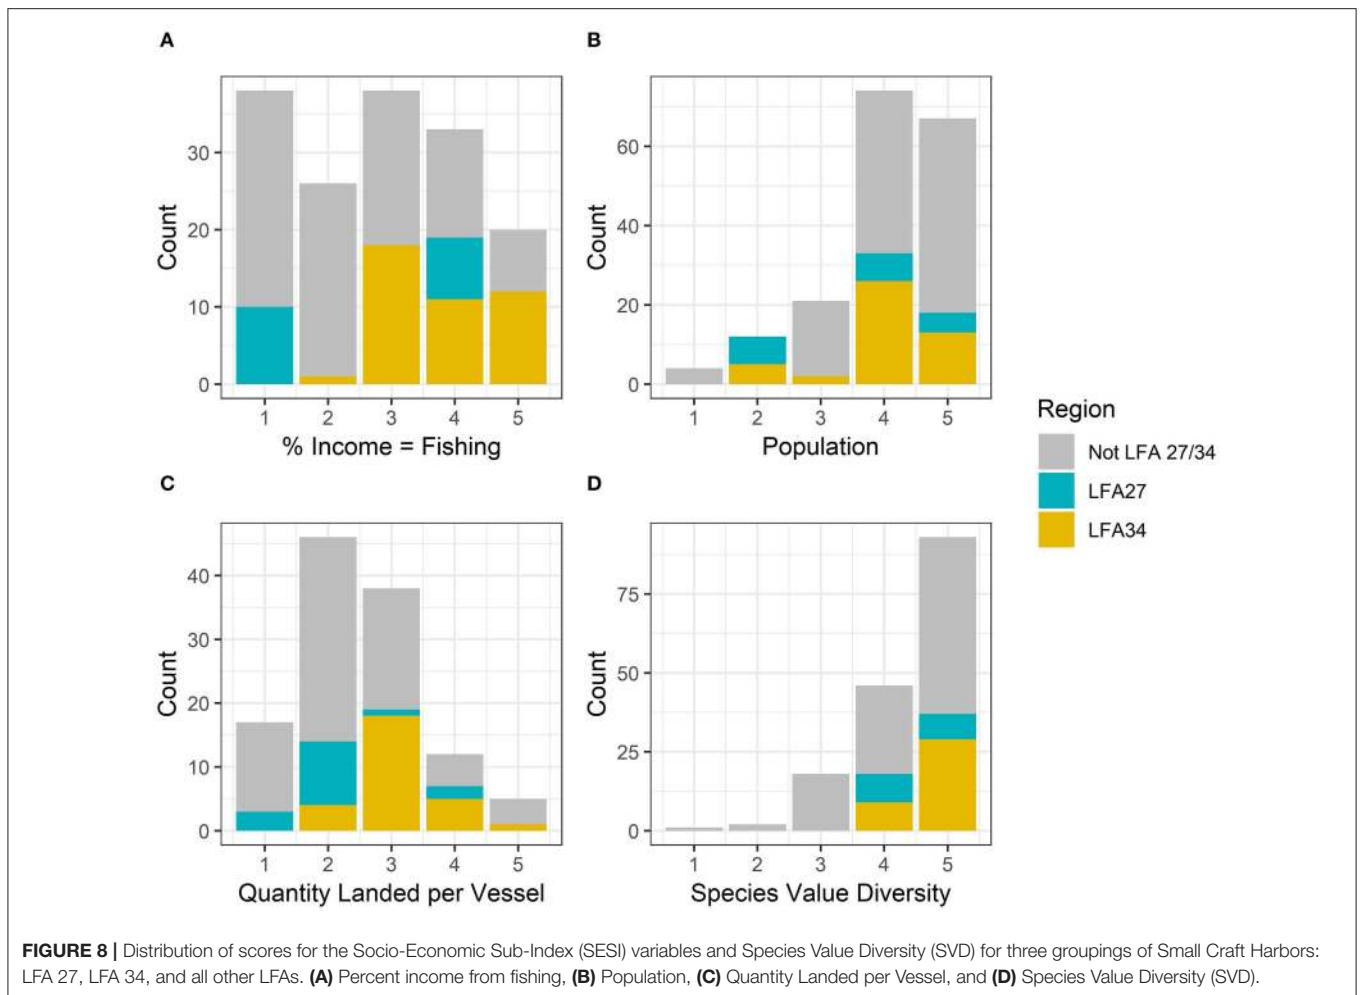 A
Count
30
20
10
0
1 2 3 4 5
% Income = Fishing
B
Count
60
40
20
0
1 2 3 4 5
Population
C
Count
40
30
20
10
0
1 2 3 4 5
Quantity Landed per Vessel
D
Count
75
50
25
0
1 2 3 4 5
Species Value Diversity
Region
Not LFA 27/34
LFA27
LFA34
FIGURE 8 | Distribution of scores for the Socio-Economic Sub-Index (SESI) variables and Species Value Diversity (SVD) for three groupings of Small Craft Harbors:
LFA 27, LFA 34, and all other LFAs. (A) Percent income from fishing, (B) Population, (C) Quantity Landed per Vessel, and (D) Species Value Diversity (SVD).